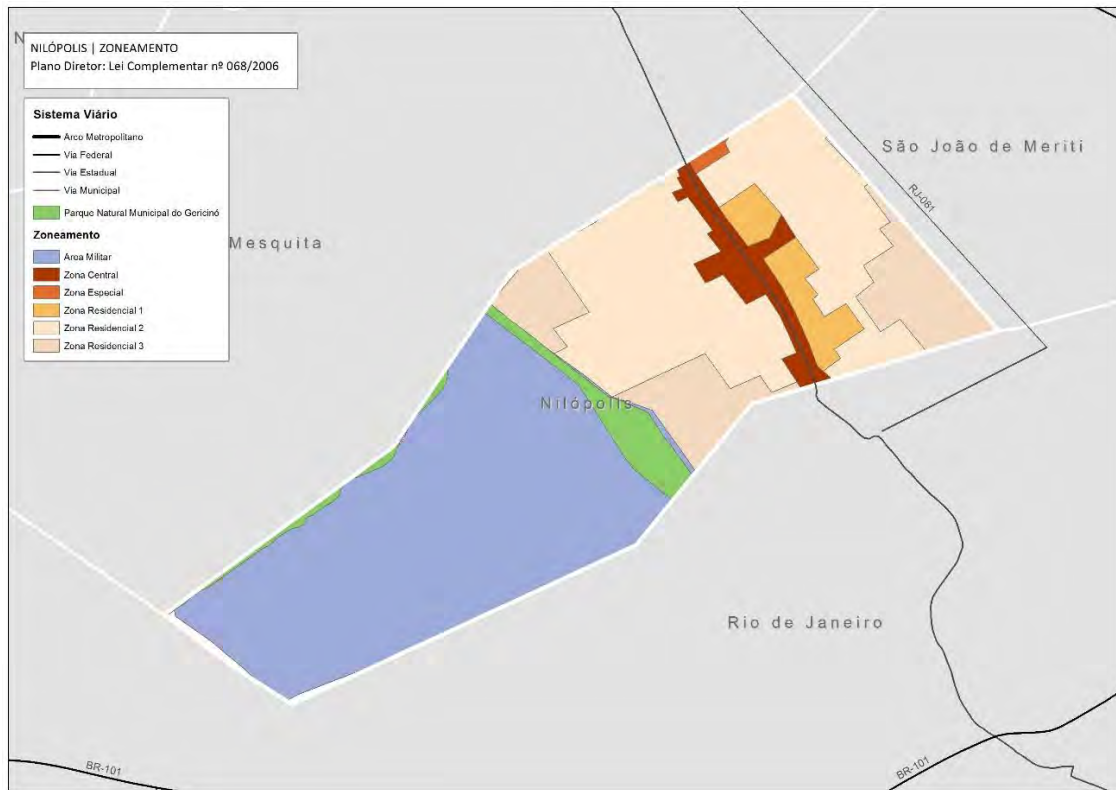 N
NILÓPOLIS | ZONEAMENTO
Plano Diretor: Lei Complementar nº 068/2006
Sistema Viário
Arco Metropolitano
Via Federal
Via Estadual
Via Municipal
Parque Natural Municipal do Gericinó
Zoneamento
Area Militar
Zona Central
Zona Especial
Zona Residencial 1
Zona Residencial 2
Zona Residencial 3
São João de Meriti
RJ-081
Mesquita
Nilópolis
Rio de Janeiro
BR-101
BR-101